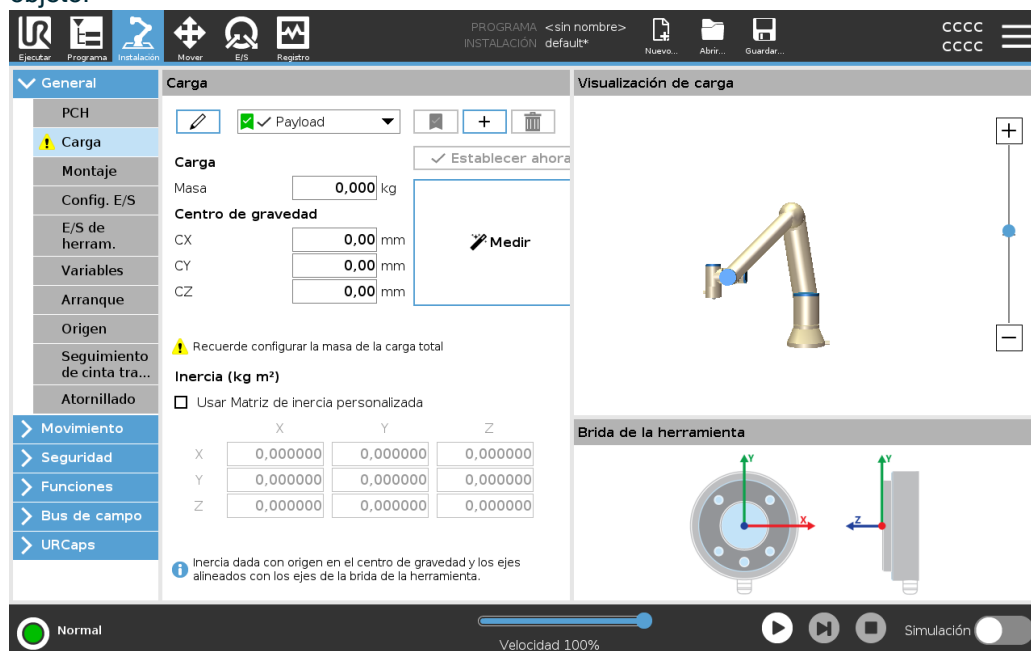 objeto.
UR
PROGRAMA <sin nombre>
INSTALACIÓN default*
CCCC
CCCC
Ejecutar Programa Instalación Mover E/S Registro
Nuevo... Abrir... Guardar...
General
PCH
Carga
Montaje
Config. E/S
E/S de
herram.
Variables
Arranque
Origen
Seguimiento
de cinta tra...
Atornillado
Movimiento
Seguridad
Funciones
Bus de campo
URCaps
Carga
Payload
Establecer ahora
Carga
Masa 0,000 kg
Centro de gravedad
CX 0,00 mm
CY 0,00 mm
CZ 0,00 mm
Medir
Recuerde configurar la masa de la carga total
Inercia (kg m²)
Usar Matriz de inercia personalizada
X Y Z
X 0,000000 0,000000 0,000000
Y 0,000000 0,000000 0,000000
Z 0,000000 0,000000 0,000000
Inercia dada con origen en el centro de gravedad y los ejes
alineados con los ejes de la brida de la herramienta.
Visualización de carga
Brida de la herramienta
Y Y
X Z
Normal
Velocidad 100%
Simulación